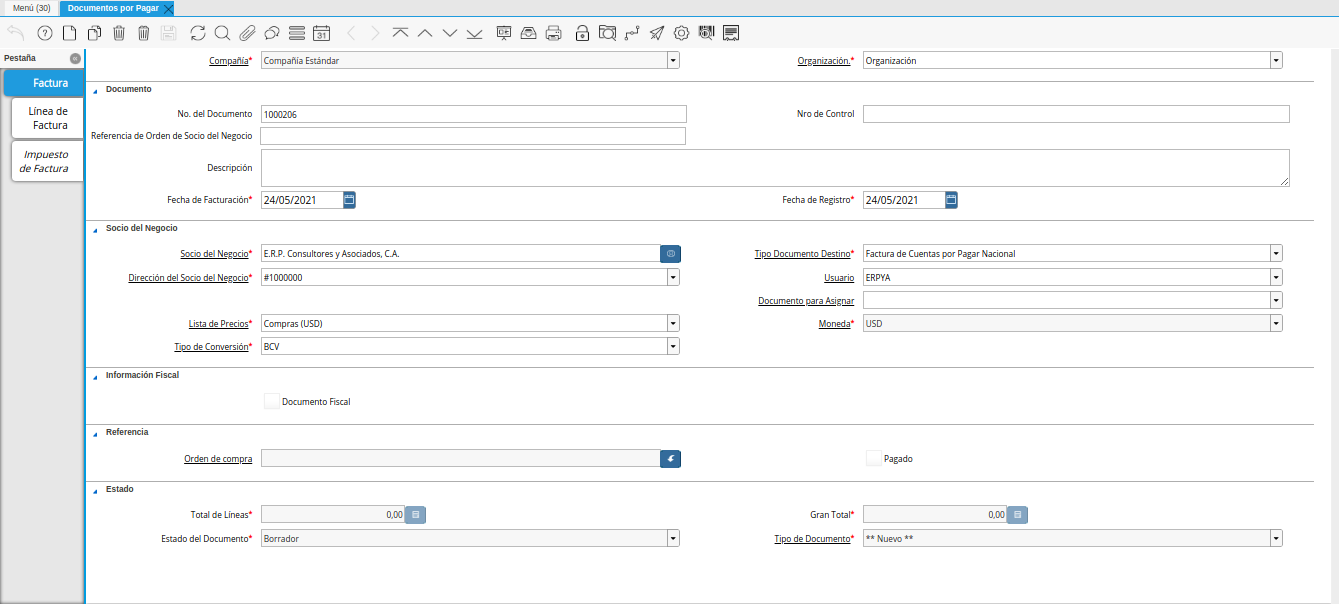 Menú (30) Documentos por Pagar
31
Pestaña
Factura
Línea de
Factura
Impuesto
de Factura
Compañía* Compañía Estándar Organización.* Organización
Documento
No. del Documento 1000206 Nro de Control
Referencia de Orden de Socio del Negocio
Descripción
Fecha de Facturación* 24/05/2021 Fecha de Registro* 24/05/2021
Socio del Negocio
Socio del Negocio* E.R.P. Consultores y Asociados, C.A. Tipo Documento Destino* Factura de Cuentas por Pagar Nacional
Dirección del Socio del Negocio* #1000000 Usuario ERPYA
Documento para Asignar
Lista de Precios* Compras (USD) Moneda* USD
Tipo de Conversión* BCV
Información Fiscal
Documento Fiscal
Referencia
Orden de compra Pagado
Estado
Total de Líneas* 0,00 Gran Total* 0,00
Estado del Documento* Borrador Tipo de Documento* ** Nuevo **